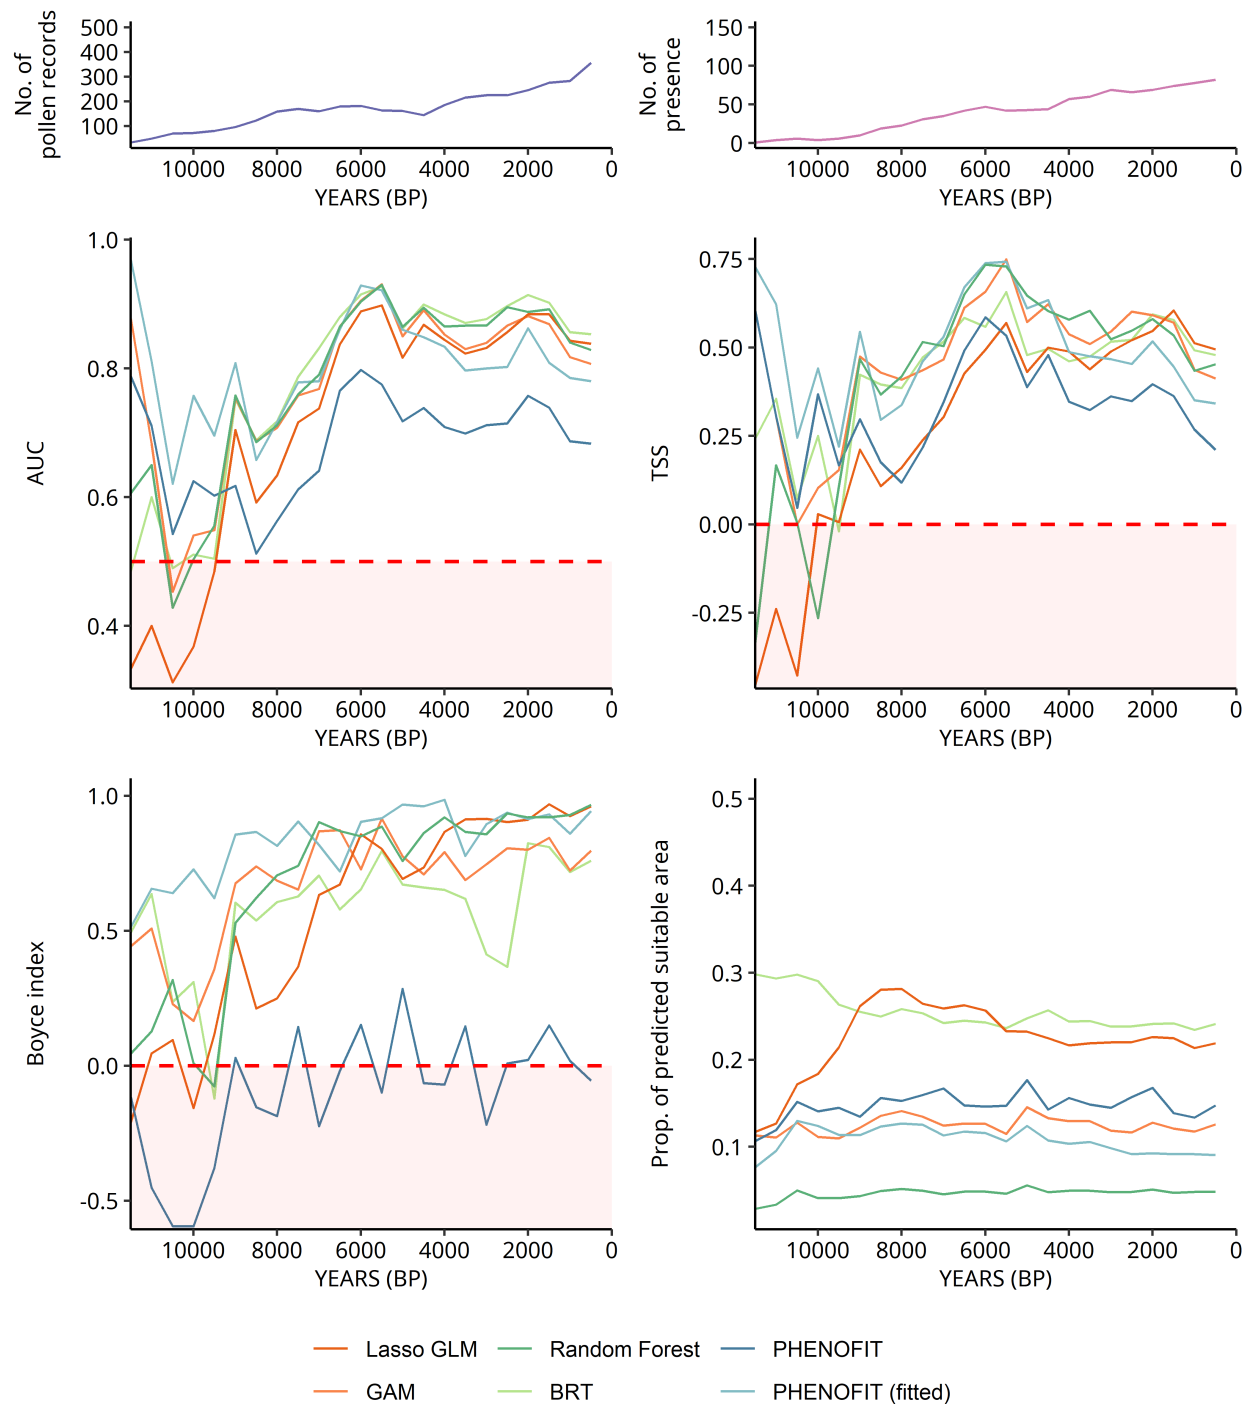 No. of
pollen records
500
400
300
200
100
10000 8000 6000 4000 2000 0
YEARS (BP)
No. of
presence
150
100
50
0
10000 8000 6000 4000 2000 0
YEARS (BP)
AUC
1.0
0.8
0.6
0.4
10000 8000 6000 4000 2000 0
YEARS (BP)
TSS
0.75
0.50
0.25
0.00
-0.25
10000 8000 6000 4000 2000 0
YEARS (BP)
Boyce index
1.0
0.5
0.0
-0.5
10000 8000 6000 4000 2000 0
YEARS (BP)
Prop. of predicted suitable area
0.5
0.4
0.3
0.2
0.1
10000 8000 6000 4000 2000 0
YEARS (BP)
Lasso GLM Random Forest PHENOFIT
GAM BRT PHENOFIT (fitted)